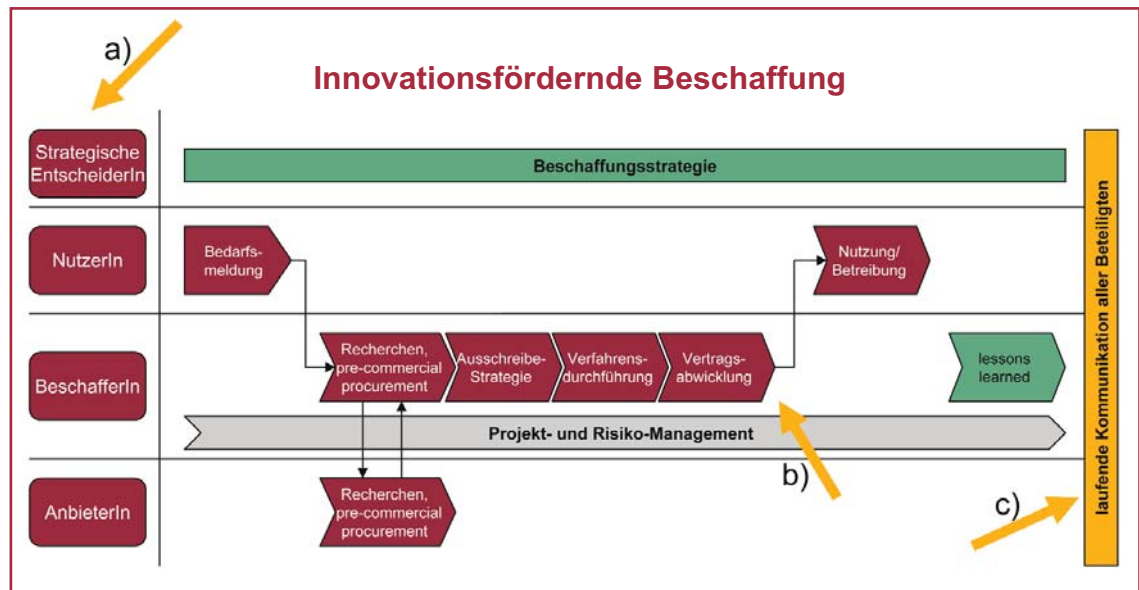 a)
Innovationsfördernde Beschaffung
Strategische
EntscheiderIn
Beschaffungsstrategie
NutzerIn
Bedarfs-
meldung
Nutzung/
Betreibung
BeschafferIn
Recherchen,
pre-commercial
procurement
Ausschreibe-
Strategie
Verfahrens-
durchführung
Vertrags-
abwicklung
lessons
learned
Projekt- und Risiko-Management
b)
c)
AnbieterIn
Recherchen,
pre-commercial
procurement
laufende Kommunikation aller Beteiligten